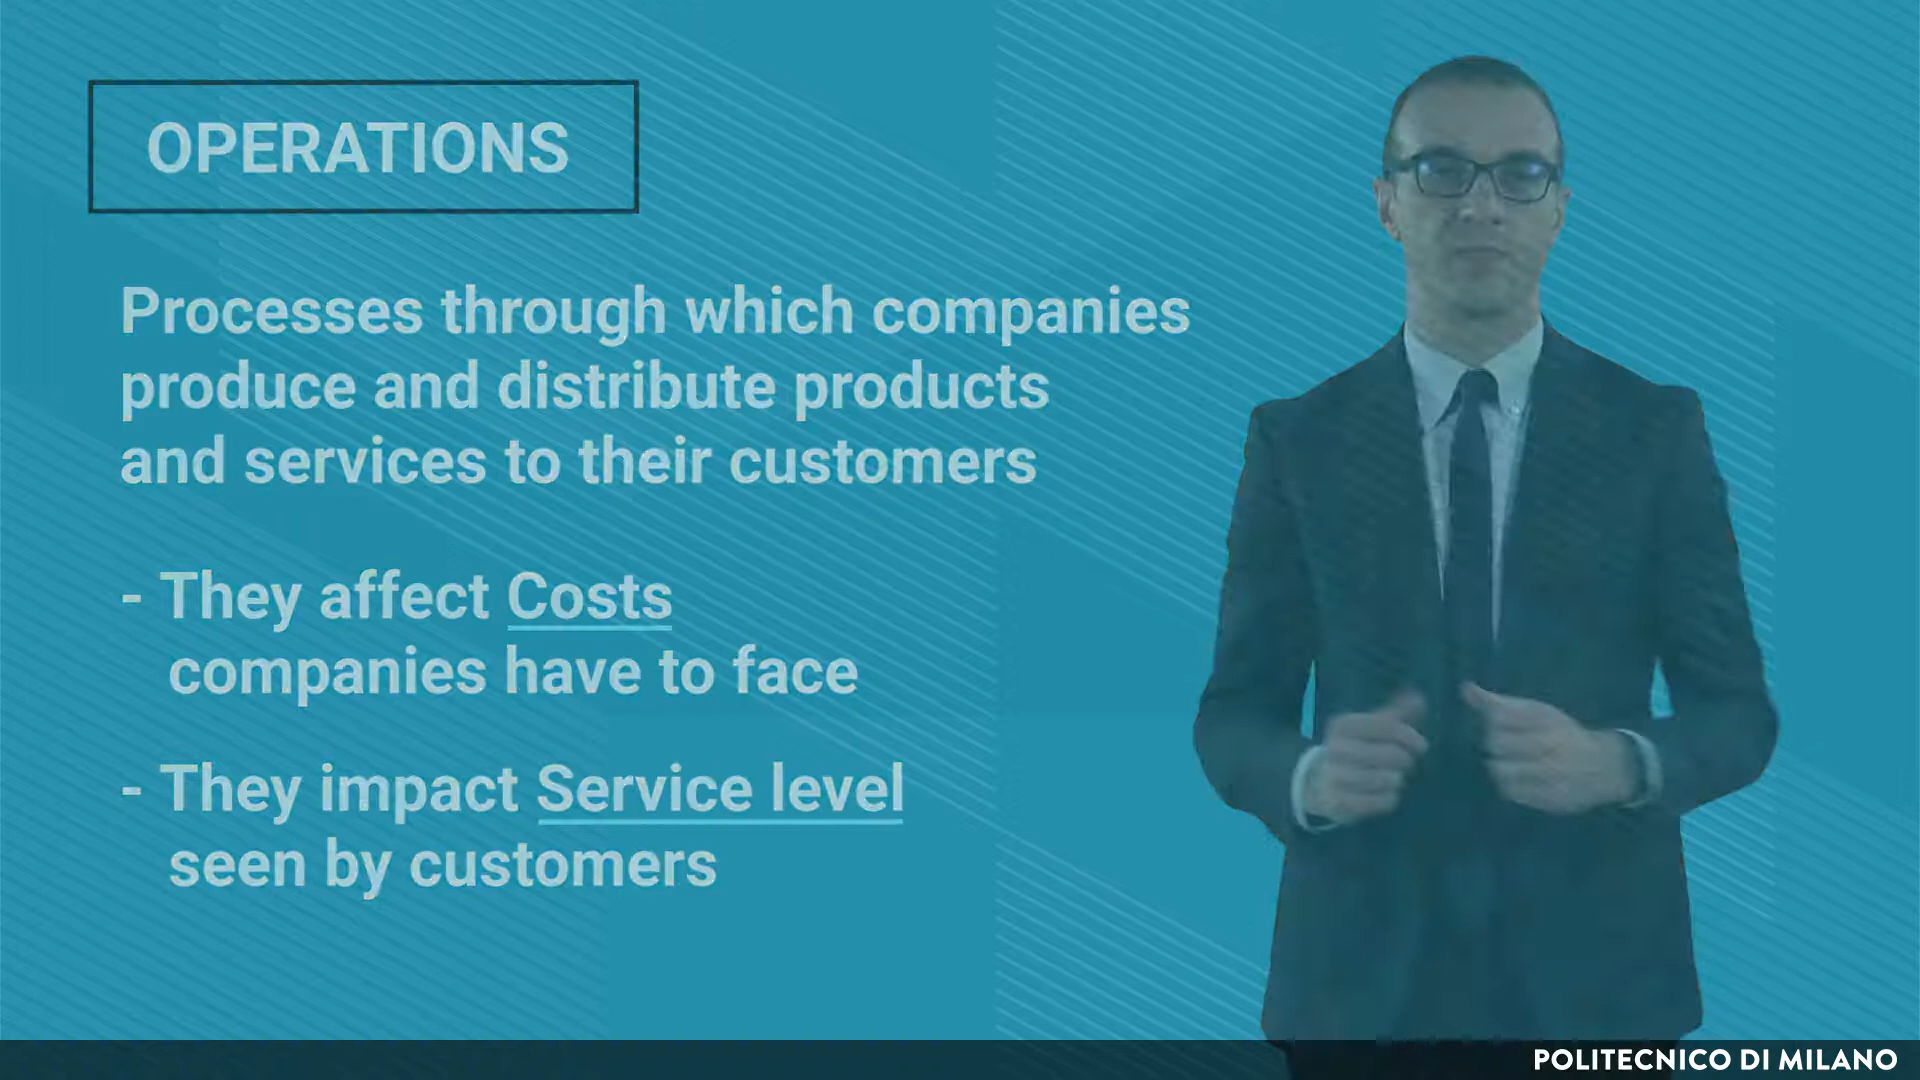 OPERATIONS
Processes through which companies
produce and distribute products
and services to their customers
- They affect Costs
companies have to face
- They impact Service level
seen by customers
POLITECNICO DI MILANO